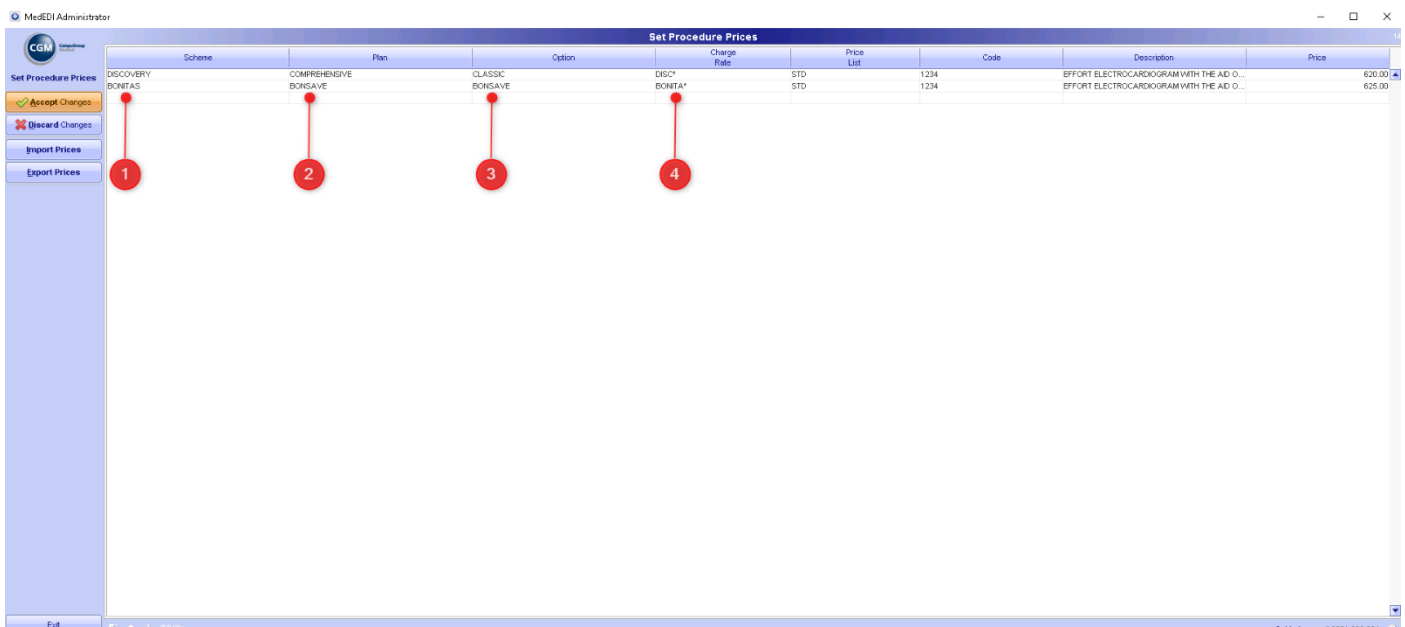 MedEDI Administrator
CGM CompuGroup Medical
Set Procedure Prices
Set Procedure Prices
Accept Changes
Discard Changes
Import Prices
Export Prices
Exit
Scheme Plan Option Charge Rate Price List Code Description Price
DISCOVERY COMPREHENSIVE CLASSIC DISC* STD 1234 EFFORT ELECTROCARDIOGRAM WITH THE AID O... 620.00
BONITAS BONSAVE BONSAVE BONITA* STD 1234 EFFORT ELECTROCARDIOGRAM WITH THE AID O... 625.00
1 2 3 4